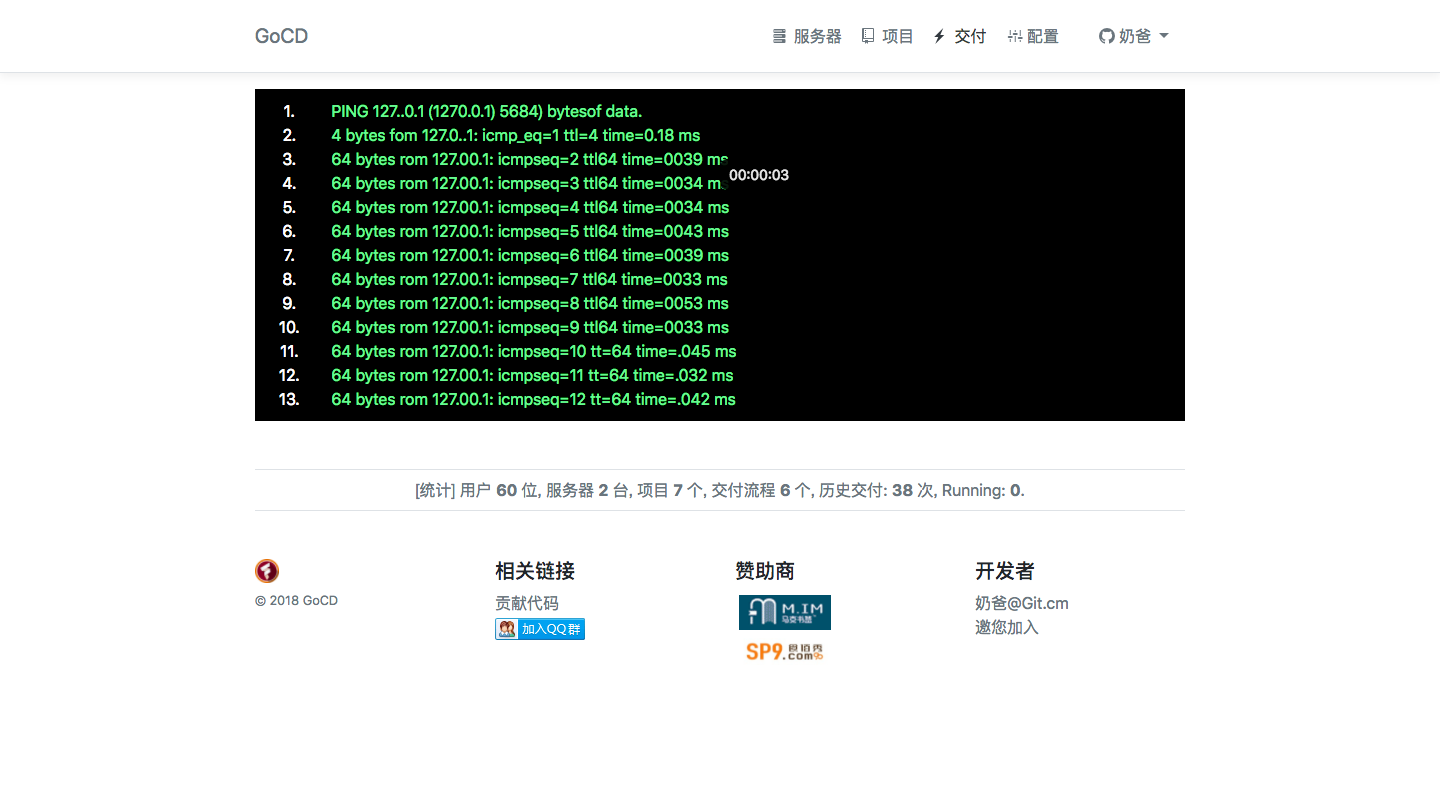 GoCD
服务器 项目 交付 配置 奶爸
1. PING 127..0.1 (1270.0.1) 5684) bytesof data.
2. 4 bytes fom 127.0..1: icmp_eq=1 ttl=4 time=0.18 ms
3. 64 bytes rom 127.00.1: icmpseq=2 ttl64 time=0039 ms
00:00:03
4. 64 bytes rom 127.00.1: icmpseq=3 ttl64 time=0034 m
5. 64 bytes rom 127.00.1: icmpseq=4 ttl64 time=0034 ms
6. 64 bytes rom 127.00.1: icmpseq=5 ttl64 time=0043 ms
7. 64 bytes rom 127.00.1: icmpseq=6 ttl64 time=0039 ms
8. 64 bytes rom 127.00.1: icmpseq=7 ttl64 time=0033 ms
9. 64 bytes rom 127.00.1: icmpseq=8 ttl64 time=0053 ms
10. 64 bytes rom 127.00.1: icmpseq=9 ttl64 time=0033 ms
11. 64 bytes rom 127.00.1: icmpseq=10 tt=64 time=.045 ms
12. 64 bytes rom 127.00.1: icmpseq=11 tt=64 time=.032 ms
13. 64 bytes rom 127.00.1: icmpseq=12 tt=64 time=.042 ms
[统计] 用户 60 位, 服务器 2 台, 项目 7 个, 交付流程 6 个, 历史交付: 38 次, Running: 0.
© 2018 GoCD
相关链接
贡献代码
加入QQ群
赞助商
M.IM
SP9.com
开发者
奶爸@Git.cm
邀您加入